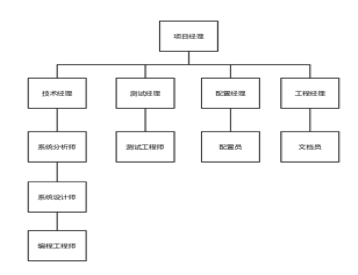 项目经理
技术经理
测试经理
配置经理
工程经理
系统分析师
测试工程师
配置员
文档员
系统设计师
编程工程师